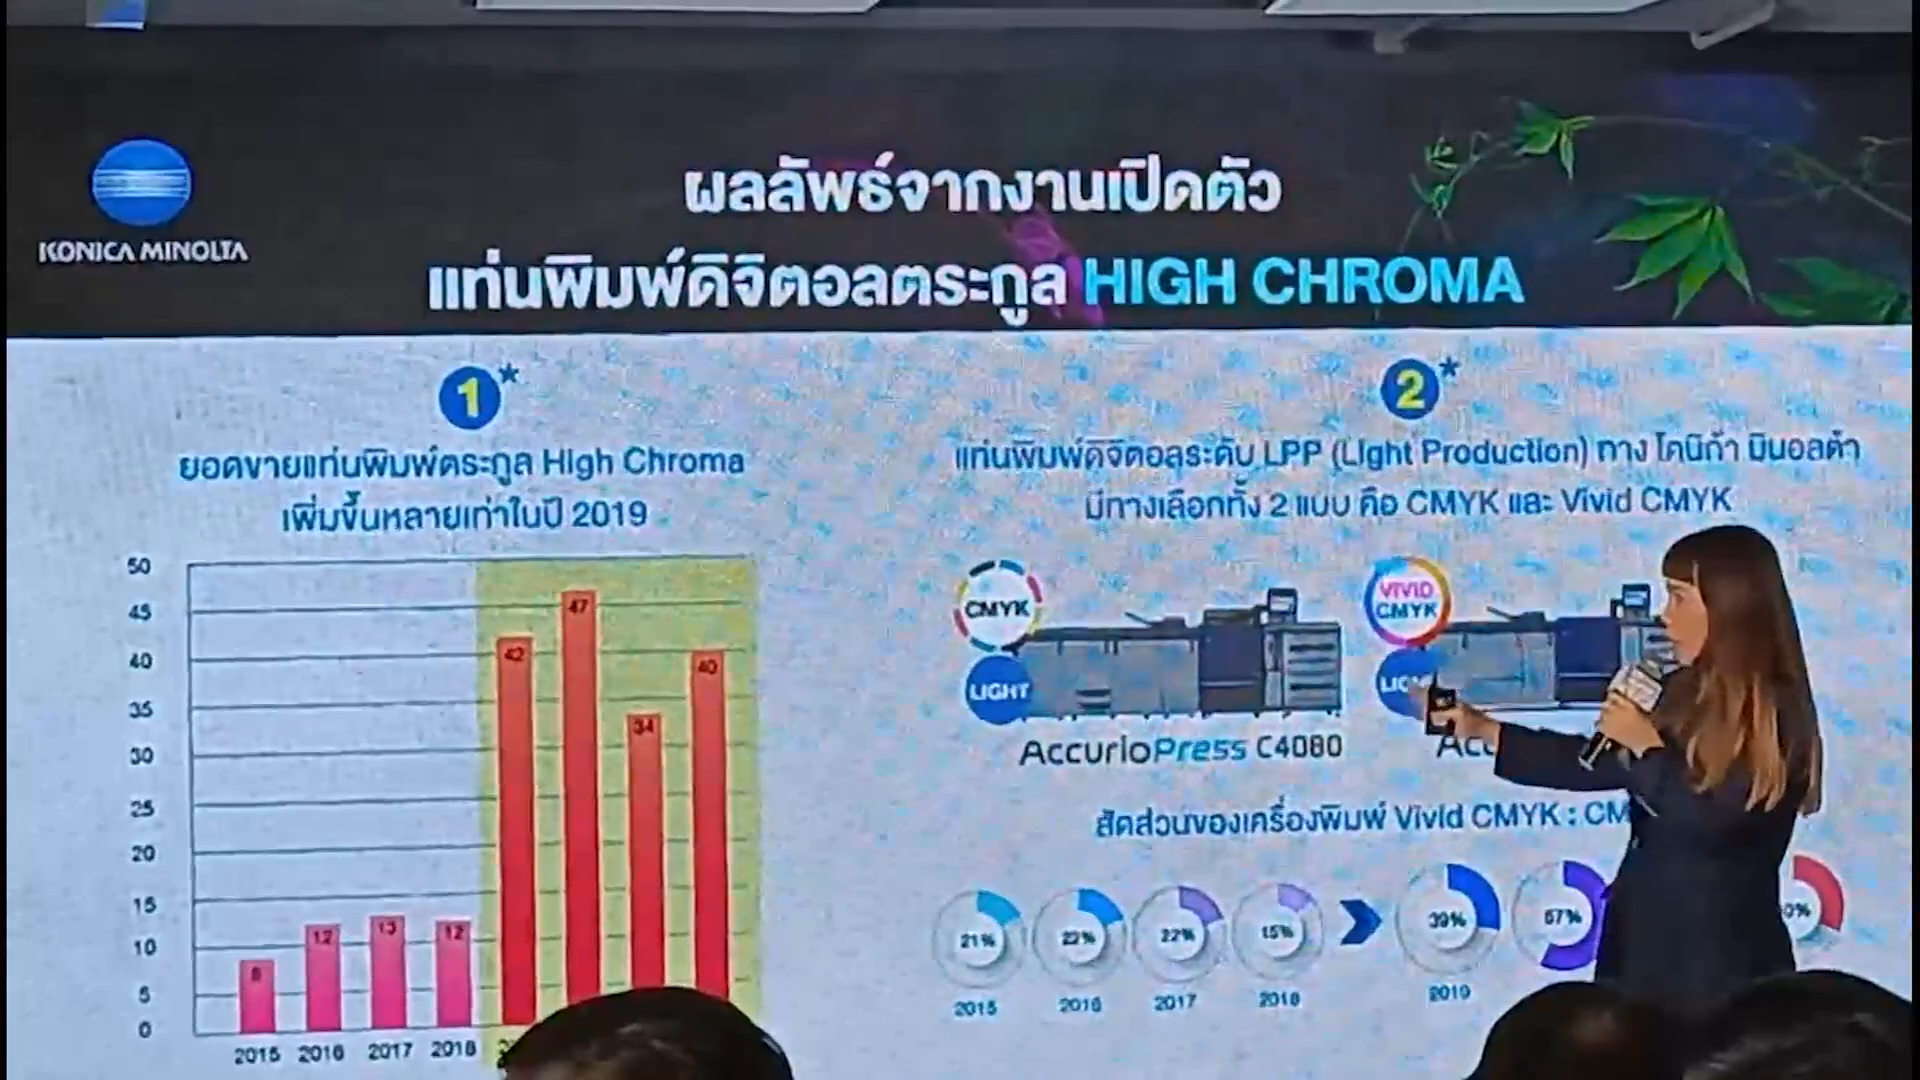 KONICA MINOLTA
ผลลัพธ์จากงานเปิดตัว
แท่นพิมพ์ดิจิตอลตระกูล HIGH CHROMA
1*
ยอดขายแท่นพิมพ์ตระกูล High Chroma
เพิ่มขึ้นหลายเท่าในปี 2019
50
45
40
35
30
25
20
15
10
5
0
8
12
13
12
42
47
34
40
2015 2016 2017 2018
2*
แท่นพิมพ์ดิจิตอลระดับ LPP (Light Production) ทาง โคนิก้า มินอลต้า
มีทางเลือกทั้ง 2 แบบ คือ CMYK และ Vivid CMYK
CMYK
LIGHT
AccurioPress C4080
VIVID
CMYK
สัดส่วนของเครื่องพิมพ์ Vivid CMYK :
21% 22% 22% 15% 39% 67%
2015 2016 2017 2018 2019